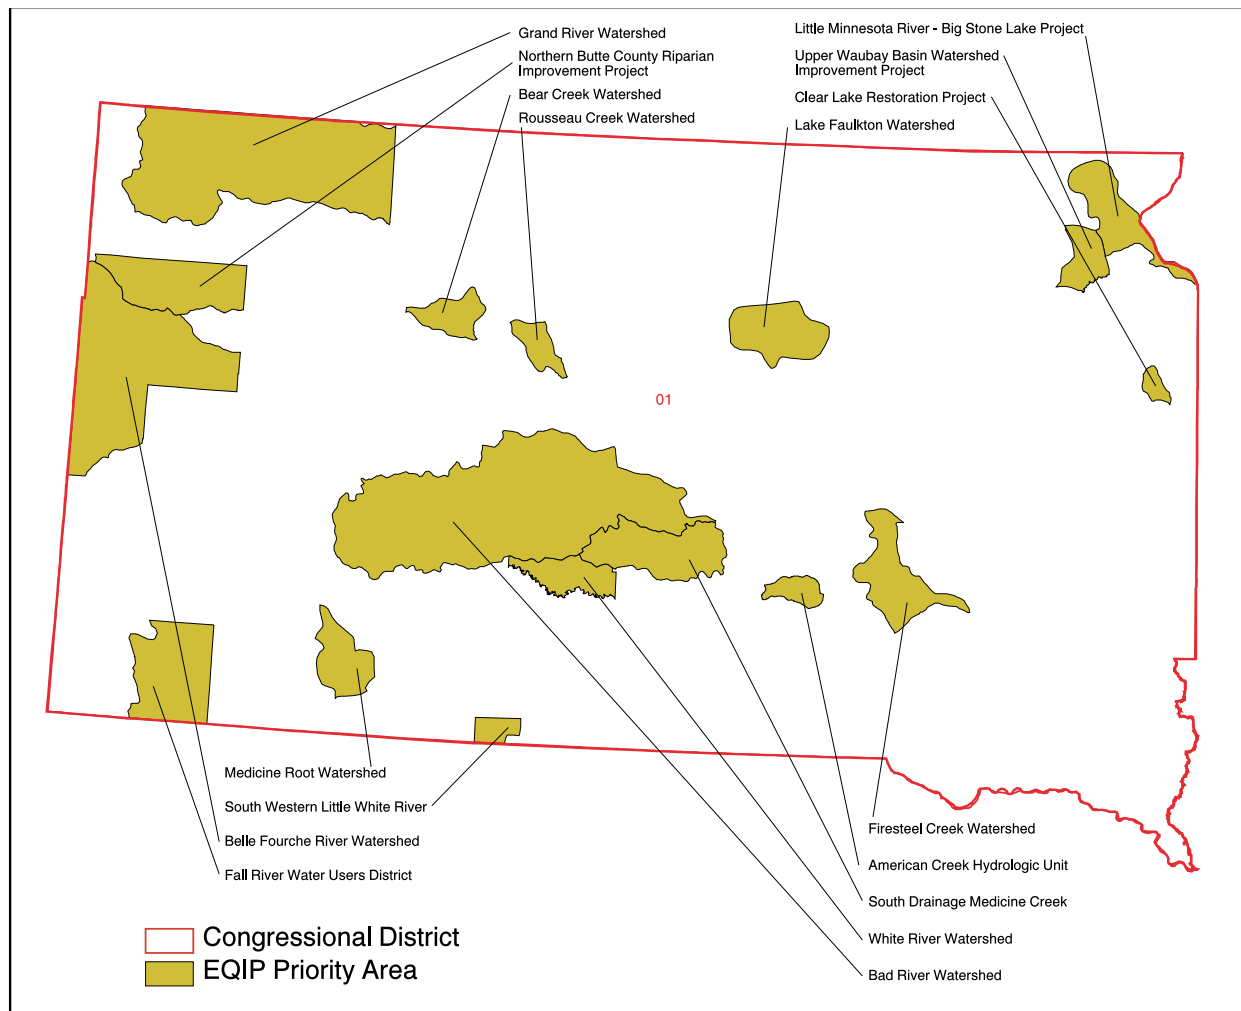 Grand River Watershed
Northern Butte County Riparian
Improvement Project
Bear Creek Watershed
Rousseau Creek Watershed
Little Minnesota River - Big Stone Lake Project
Upper Waubay Basin Watershed
Improvement Project
Clear Lake Restoration Project
Lake Faulkton Watershed
01
Medicine Root Watershed
South Western Little White River
Belle Fourche River Watershed
Fall River Water Users District
Firesteel Creek Watershed
American Creek Hydrologic Unit
South Drainage Medicine Creek
White River Watershed
Bad River Watershed
Congressional District
EQIP Priority Area